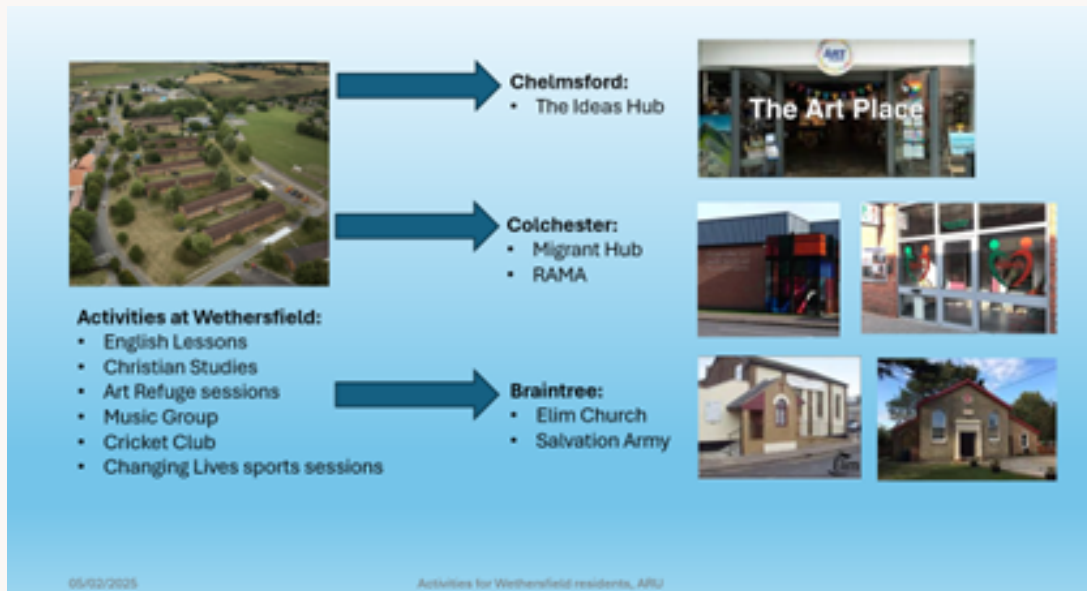 Chelmsford:
• The Ideas Hub
ART
The Art Place
Colchester:
• Migrant Hub
• RAMA
Activities at Wethersfield:
• English Lessons
• Christian Studies
• Art Refuge sessions
• Music Group
• Cricket Club
• Changing Lives sports sessions
Braintree:
• Elim Church
• Salvation Army
Elim
05/02/2025
Activities for Wethersfield residents, ARU